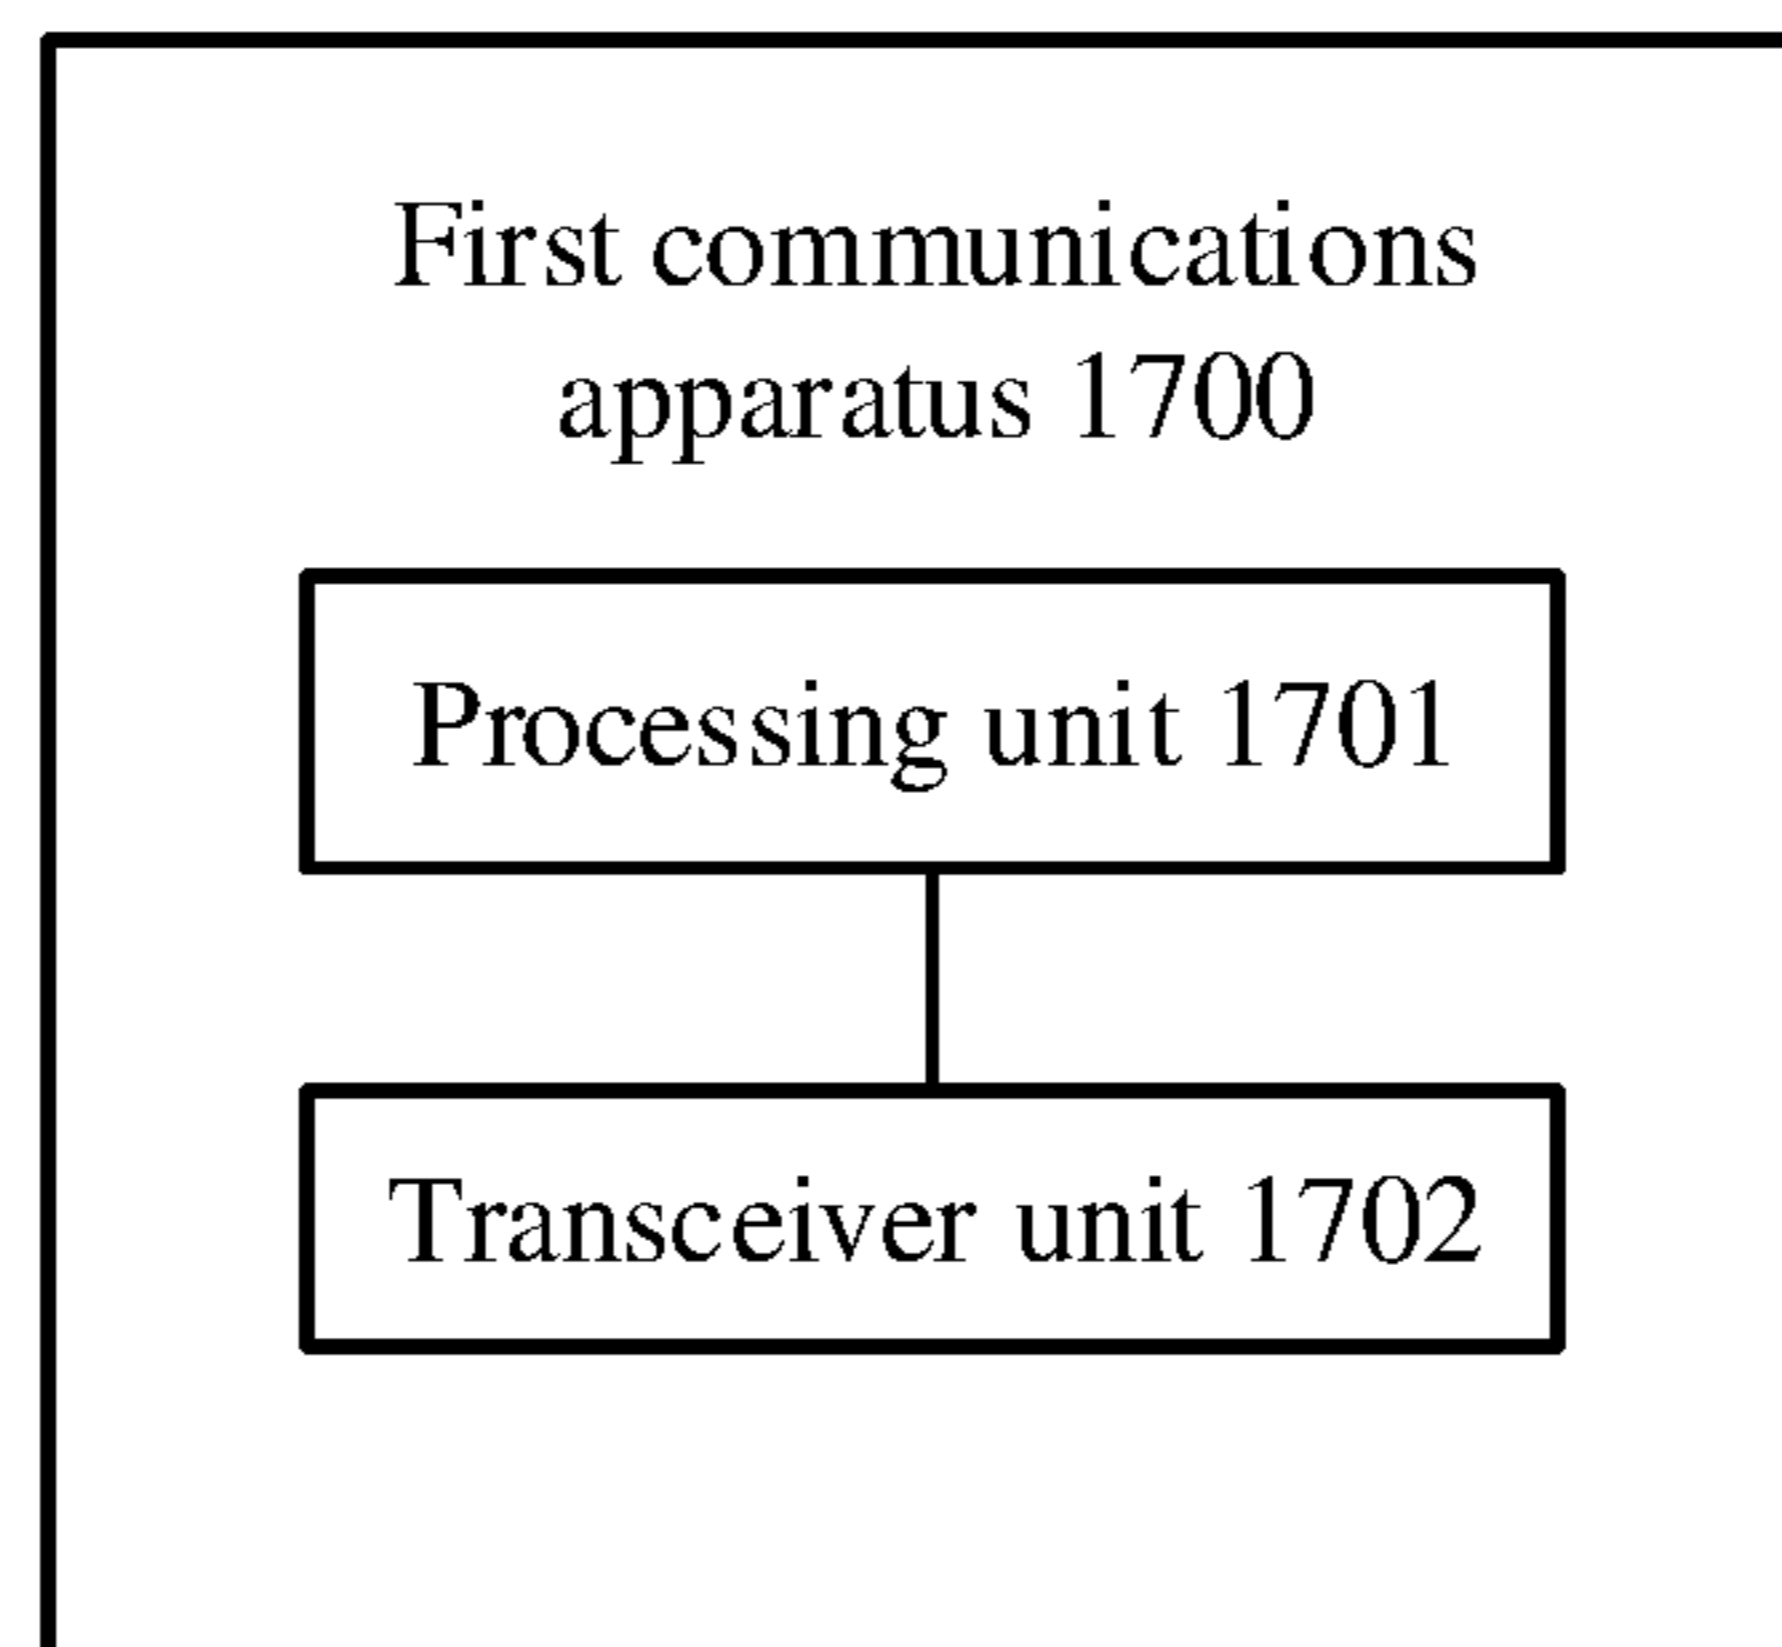 First communications
apparatus 1700
Processing unit 1701
Transceiver unit 1702